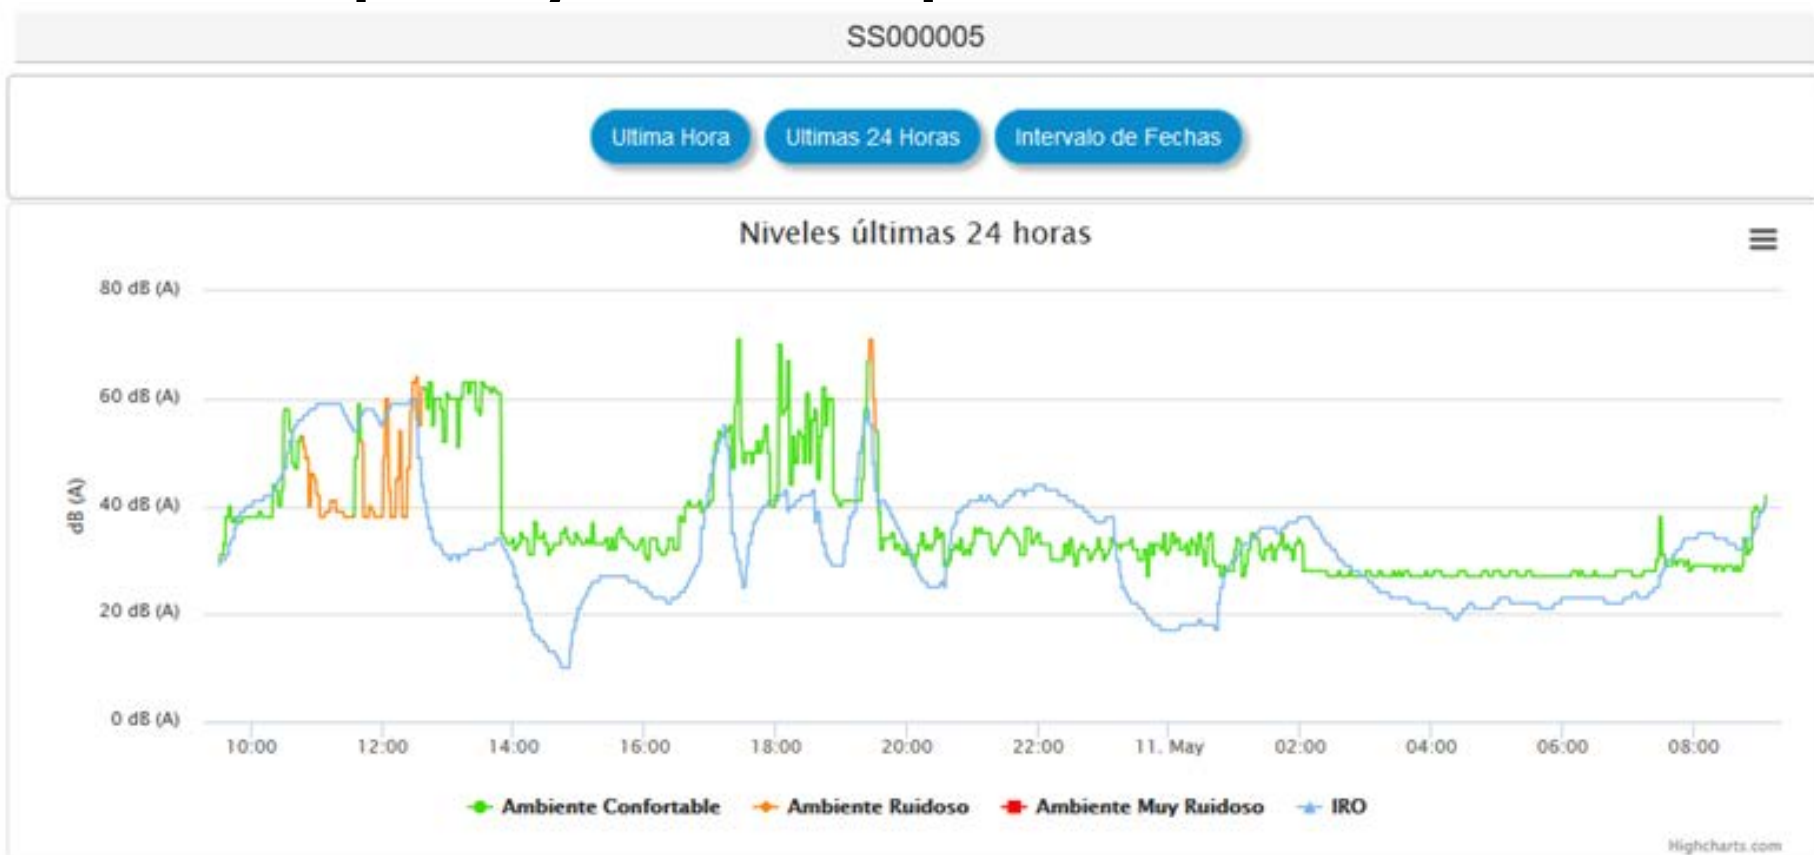 SS000005
Ultima Hora Ultimas 24 Horas Intervalo de Fechas
Niveles últimas 24 horas
80 dB (A)
60 dB (A)
40 dB (A)
20 dB (A)
0 dB (A)
dB (A)
10:00 12:00 14:00 16:00 18:00 20:00 22:00 11. May 02:00 04:00 06:00 08:00
Ambiente Confortable Ambiente Ruidoso Ambiente Muy Ruidoso IRO
Highcharts.com